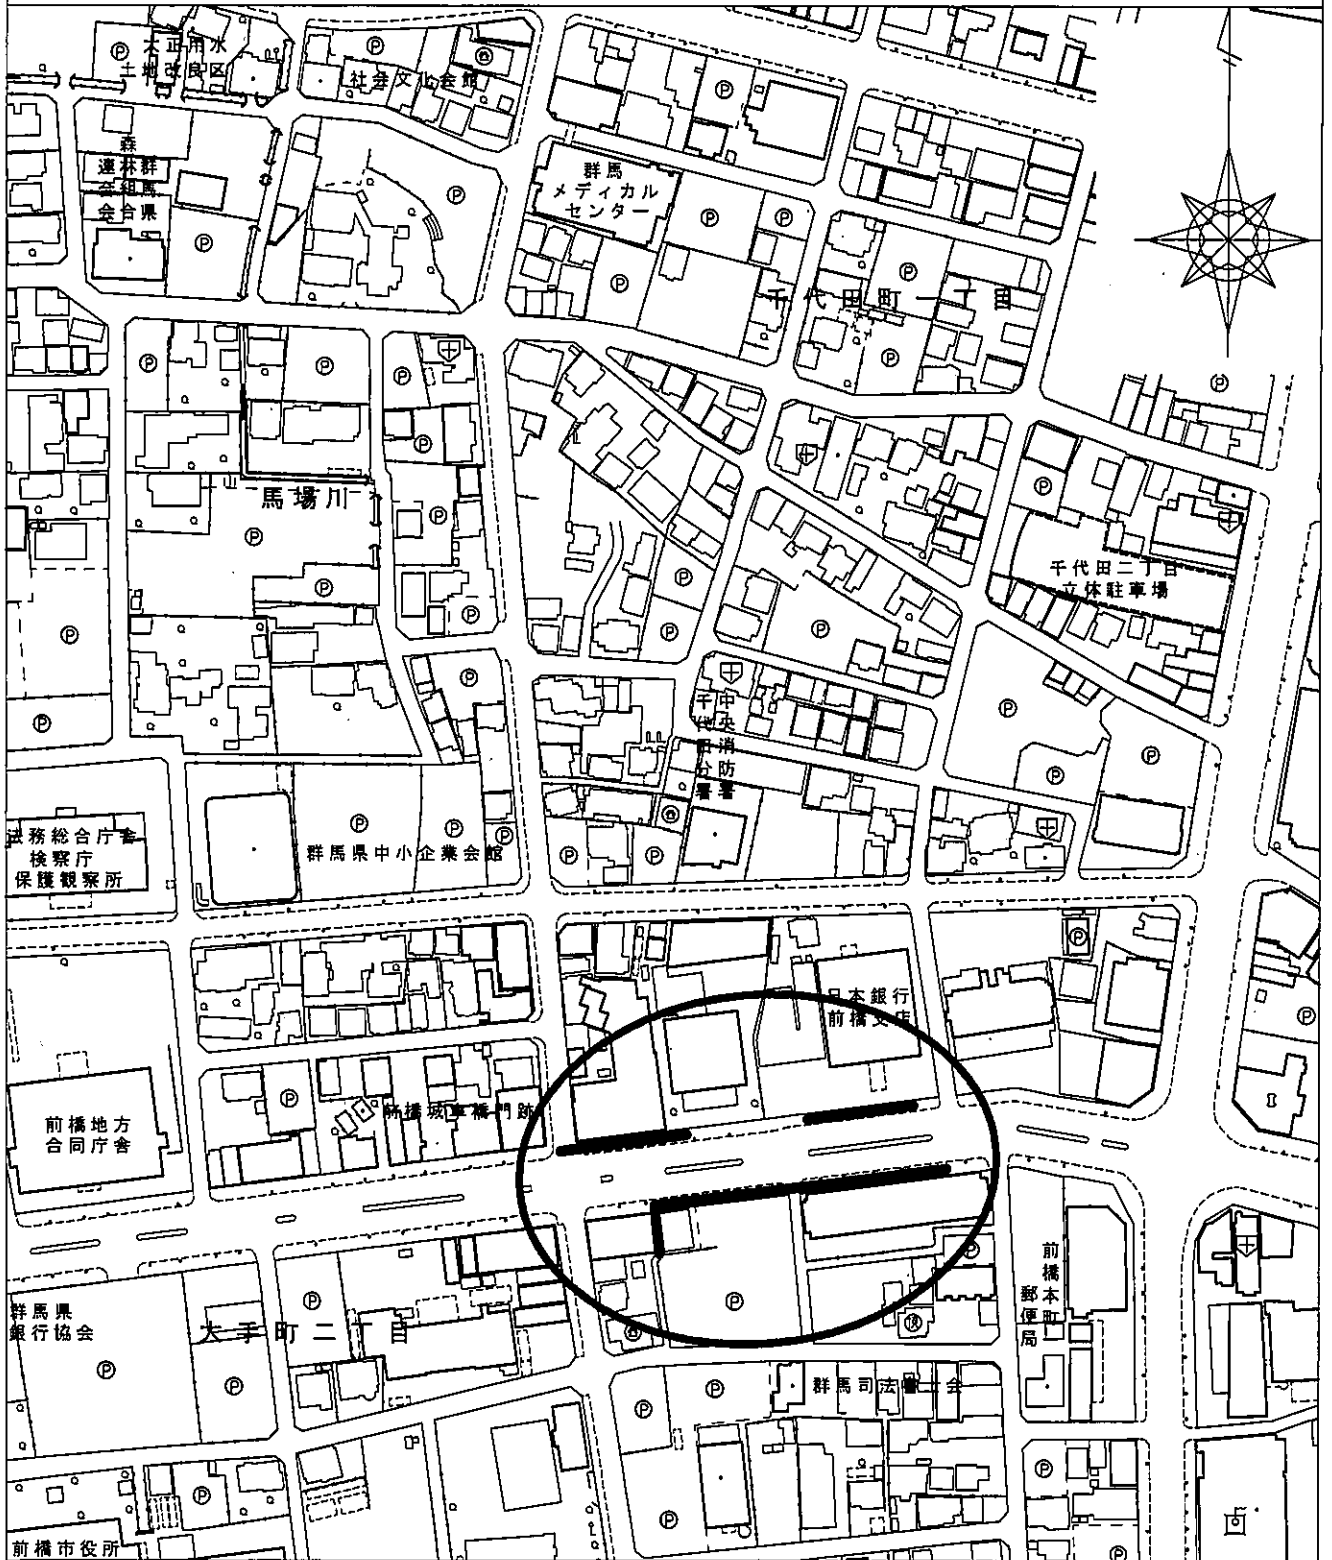 大正用水
土地改良区
社会文化会館
群馬県
森林組合
連合会
群馬
メディカル
センター
千代田町一丁目
馬場川
千代田二丁目
立体駐車場
中央消防署
千代田分署
法務総合庁舎
検察庁
保護観察所
群馬県中小企業会館
日本銀行
前橋支店
前橋地方
合同庁舎
前橋城車橋門跡
前橋本町
郵便局
群馬県
銀行協会
大手町二丁目
群馬司法書士会
前橋市役所